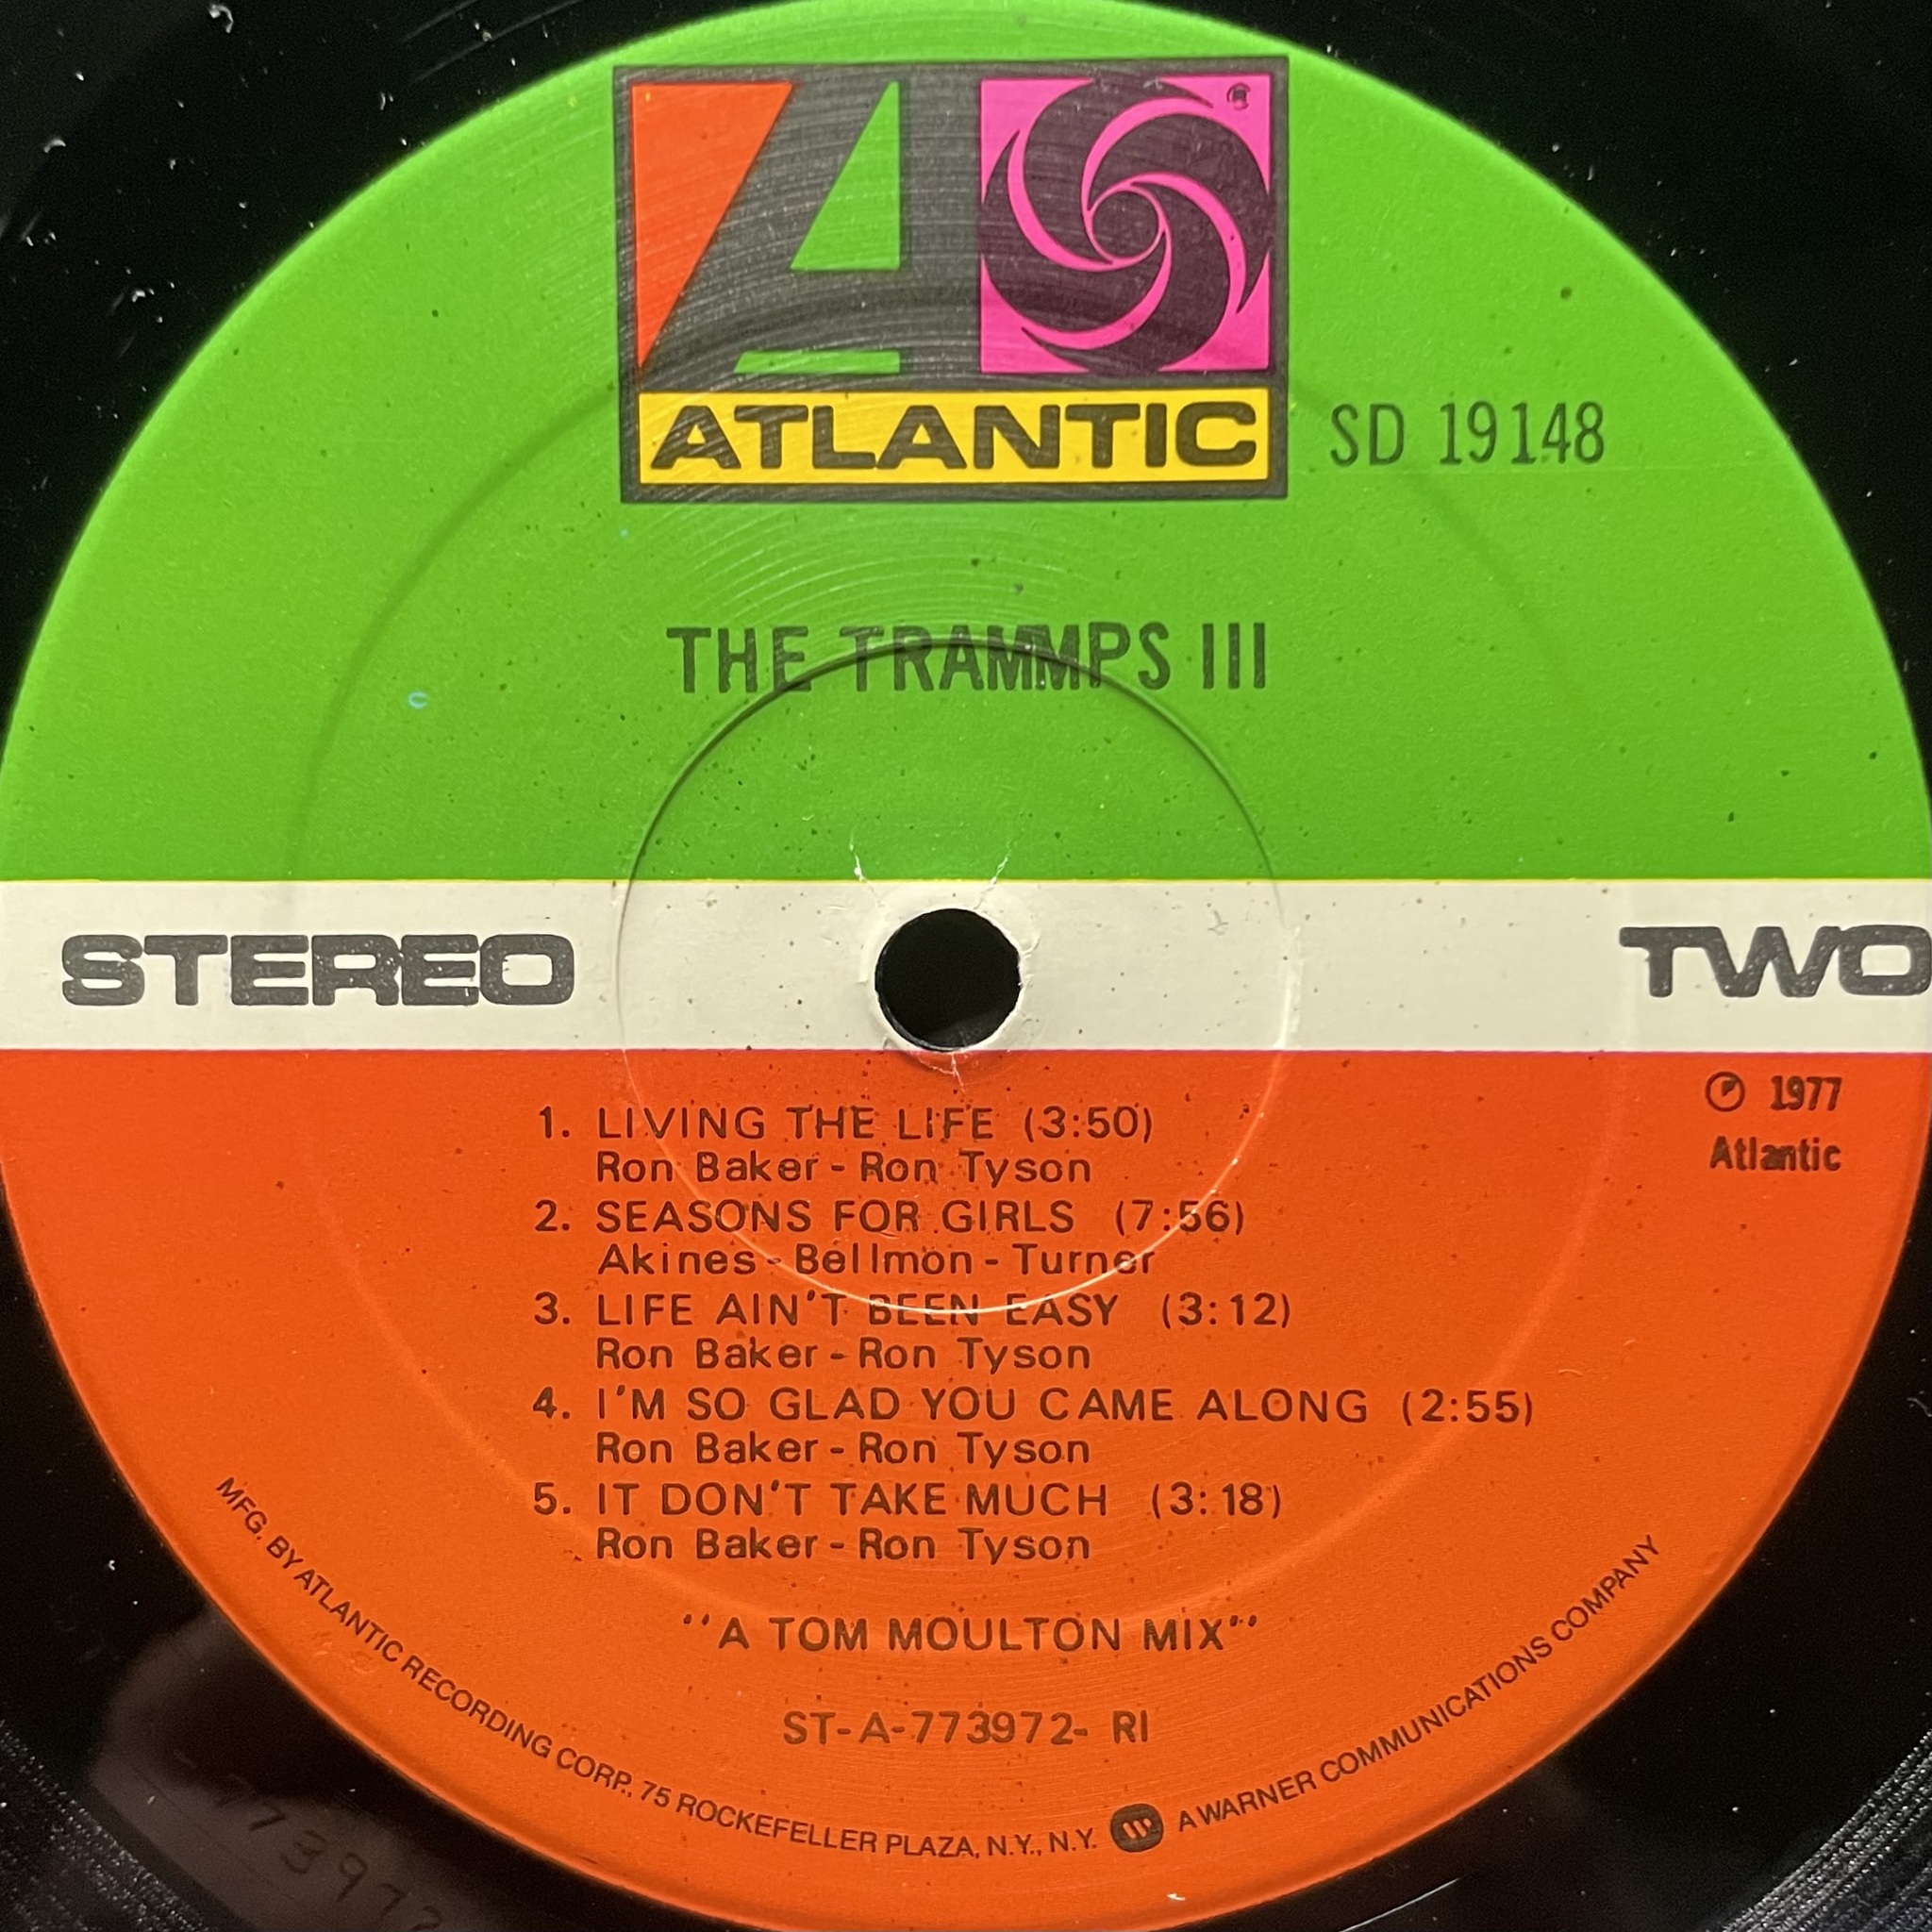 ATLANTIC
SD 19148
THE TRAMMPS III
STEREO
TWO
℗ 1977
Atlantic
1. LIVING THE LIFE (3:50)
Ron Baker - Ron Tyson
2. SEASONS FOR GIRLS (7:56)
Akines - Bellmon - Turner
3. LIFE AIN'T BEEN EASY (3:12)
Ron Baker - Ron Tyson
4. I'M SO GLAD YOU CAME ALONG (2:55)
Ron Baker - Ron Tyson
5. IT DON'T TAKE MUCH (3:18)
Ron Baker - Ron Tyson
"A TOM MOULTON MIX"
ST-A-773972- RI
MFG. BY ATLANTIC RECORDING CORP., 75 ROCKEFELLER PLAZA, N.Y., N.Y. A WARNER COMMUNICATIONS COMPANY
773972